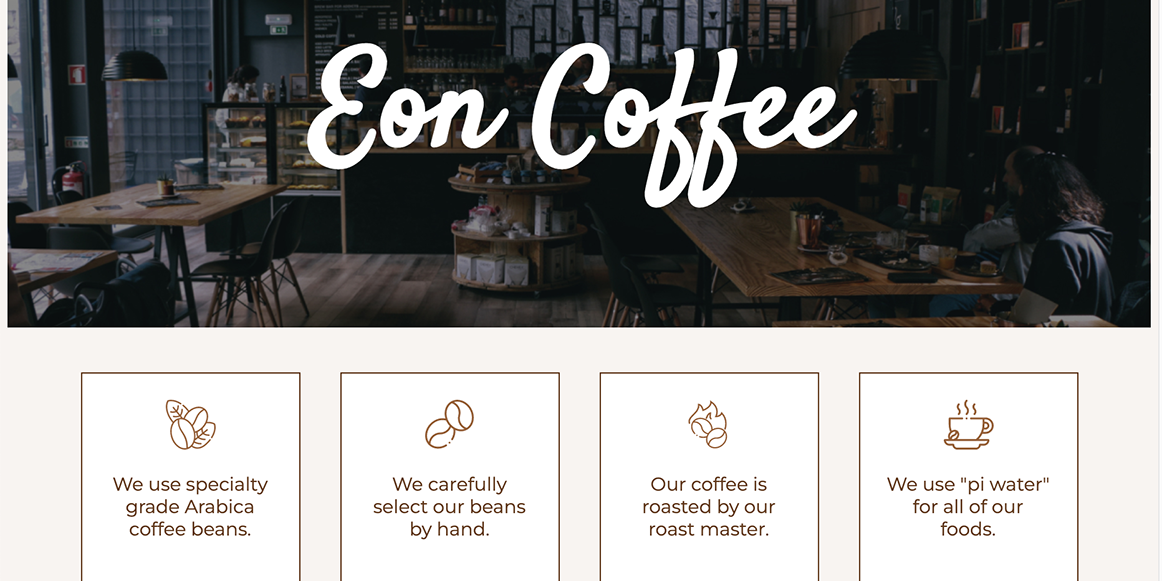 Eon Coffee
We use specialty
grade Arabica
coffee beans.
We carefully
select our beans
by hand.
Our coffee is
roasted by our
roast master.
We use "pi water"
for all of our
foods.